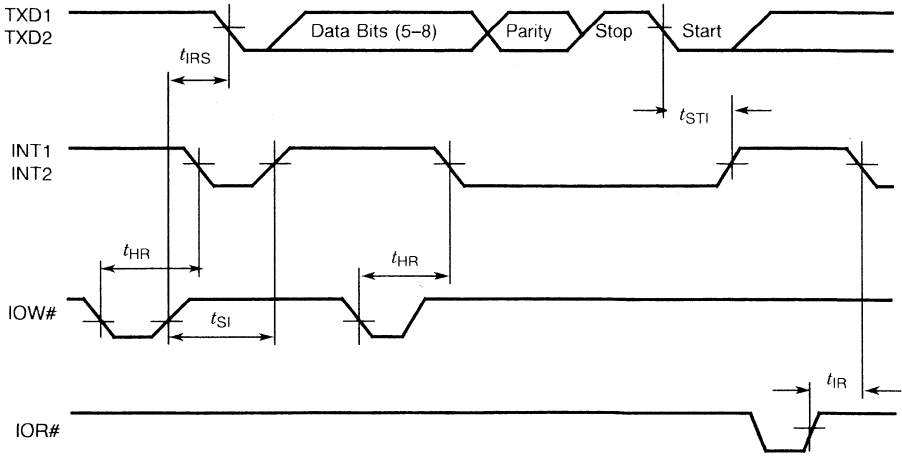 TXD1
TXD2
Data Bits (5–8)
Parity
Stop
Start
tIRS
tSTI
INT1
INT2
tHR
tHR
IOW#
tSI
tIR
IOR#